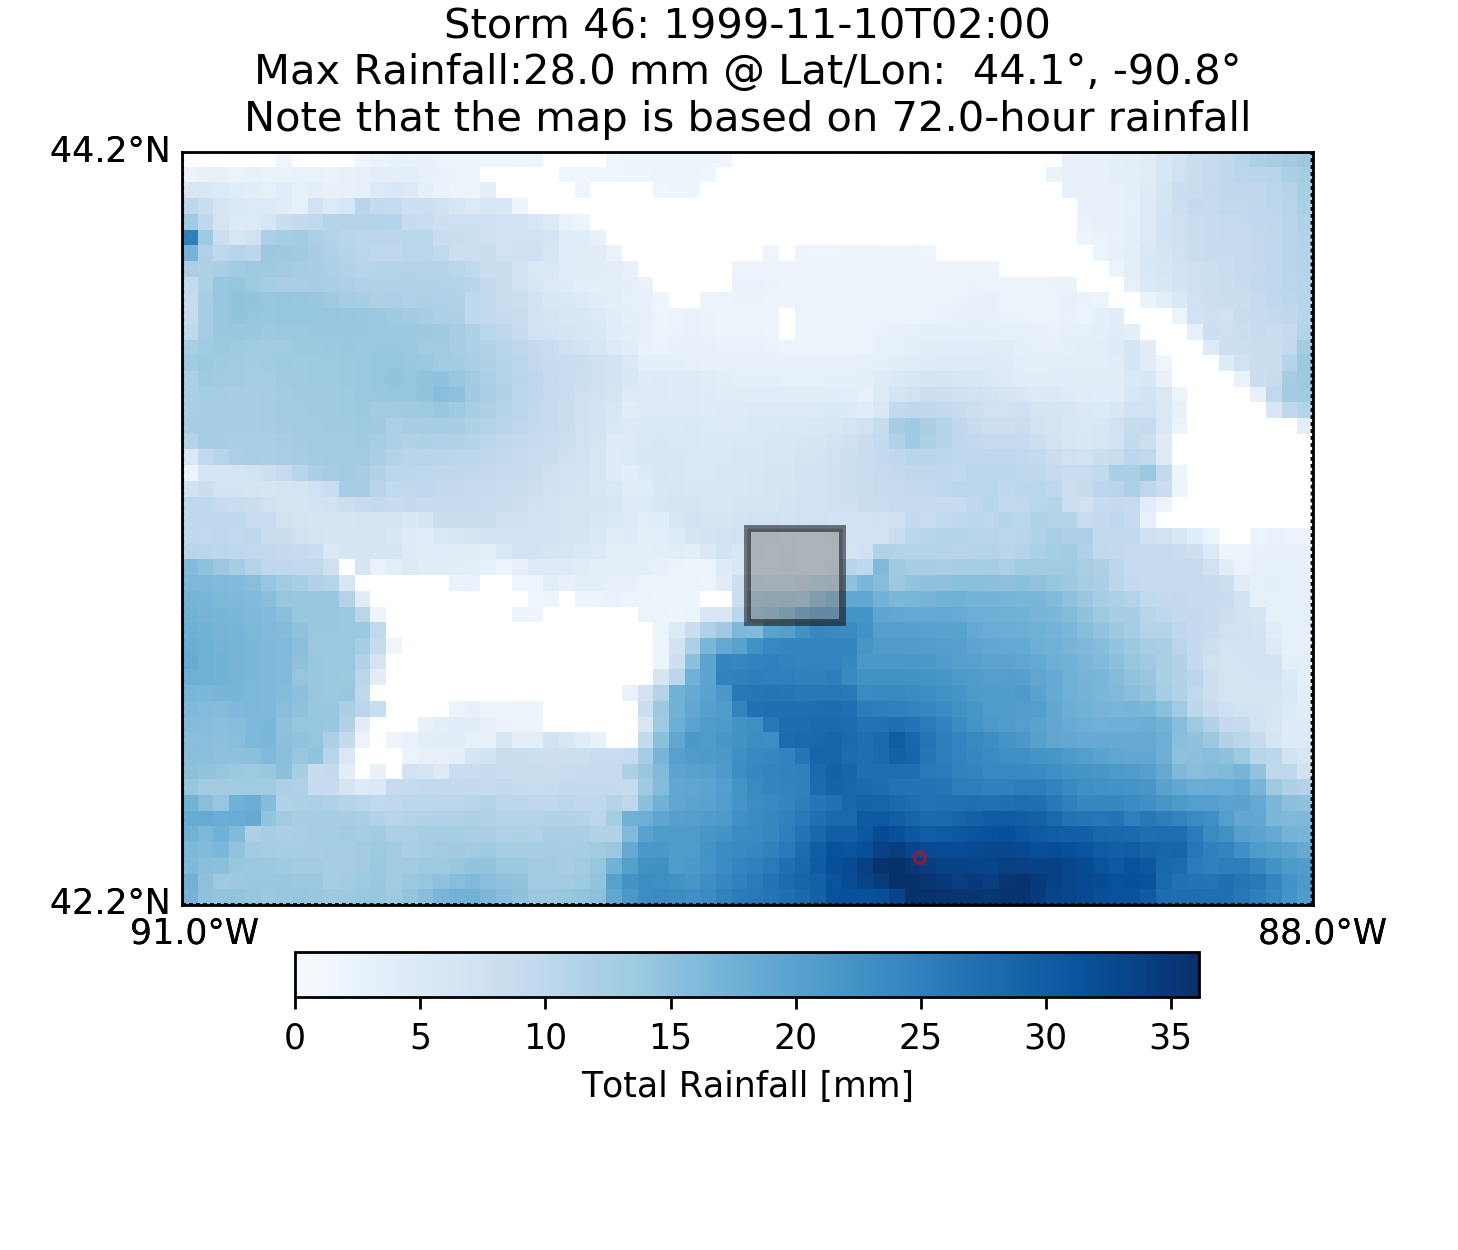 Storm 46: 1999-11-10T02:00
Max Rainfall:28.0 mm @ Lat/Lon:  44.1°, -90.8°
Note that the map is based on 72.0-hour rainfall
44.2°N
42.2°N
91.0°W 88.0°W
0 5 10 15 20 25 30 35
Total Rainfall [mm]